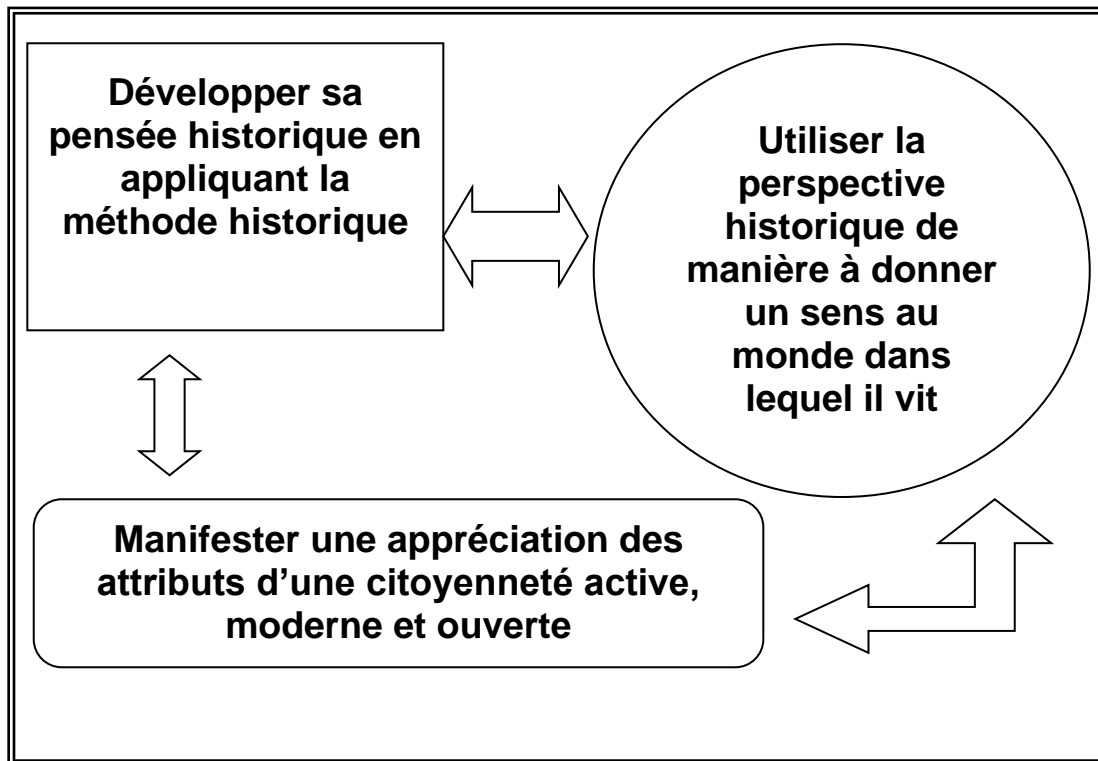 Développer sa
pensée historique en
appliquant la
méthode historique
Utiliser la
perspective
historique de
manière à donner
un sens au
monde dans
lequel il vit
Manifester une appréciation des
attributs d’une citoyenneté active,
moderne et ouverte